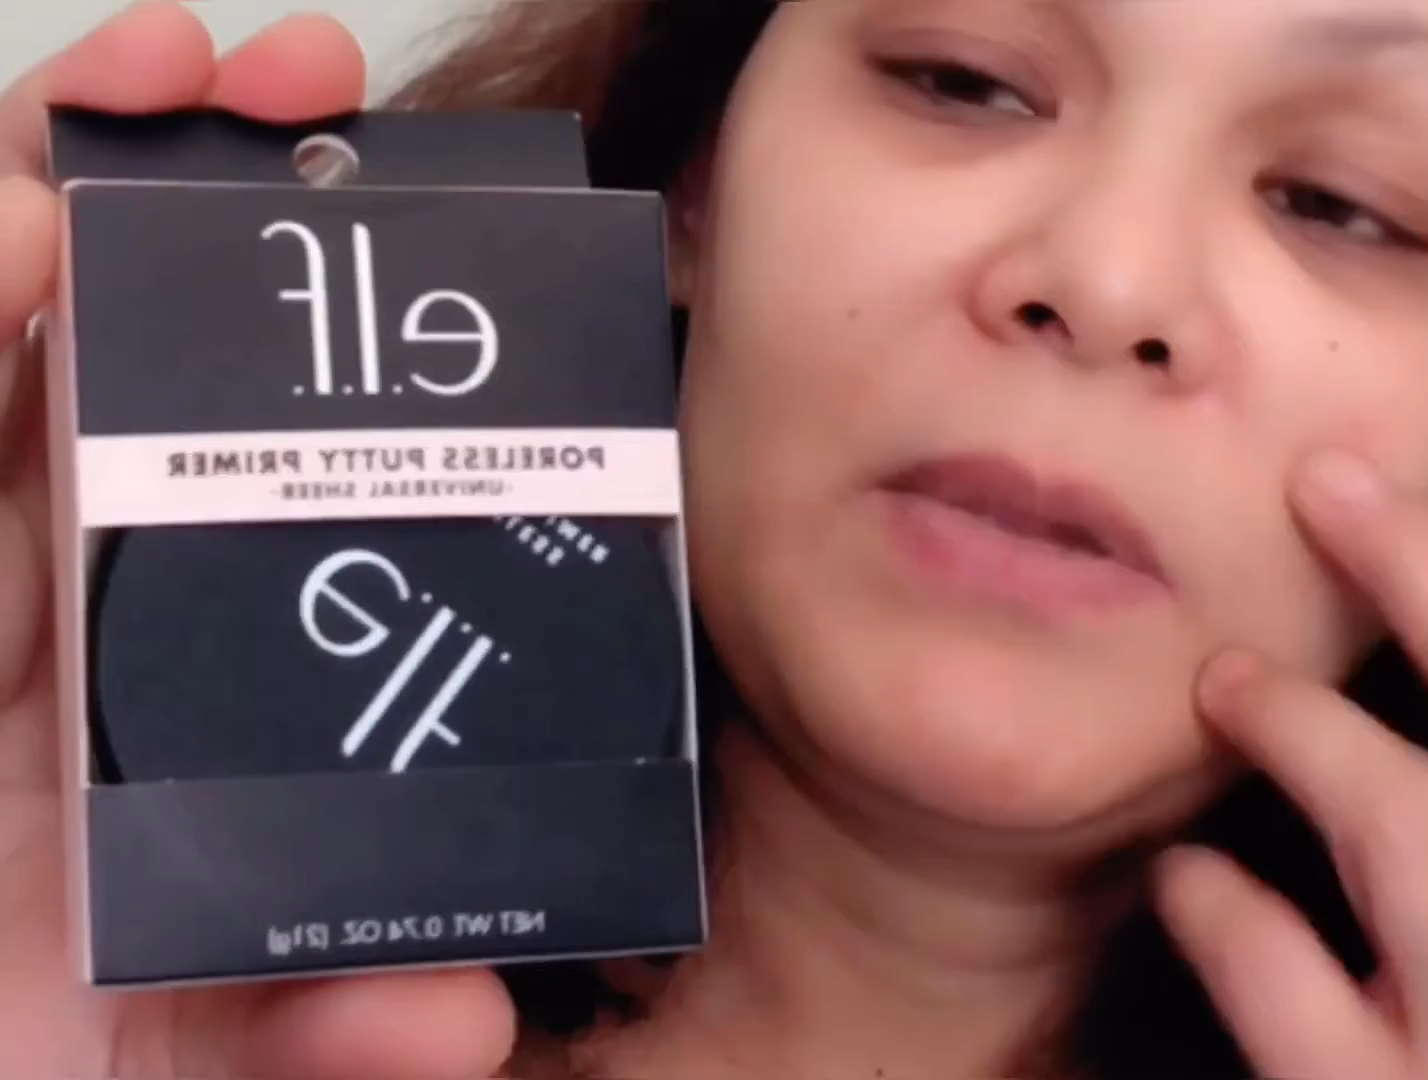 e.l.f.
PORELESS PUTTY PRIMER
-UNIVERSAL SHEER-
e.l.f.
NET WT. 0.74 OZ. (21g)